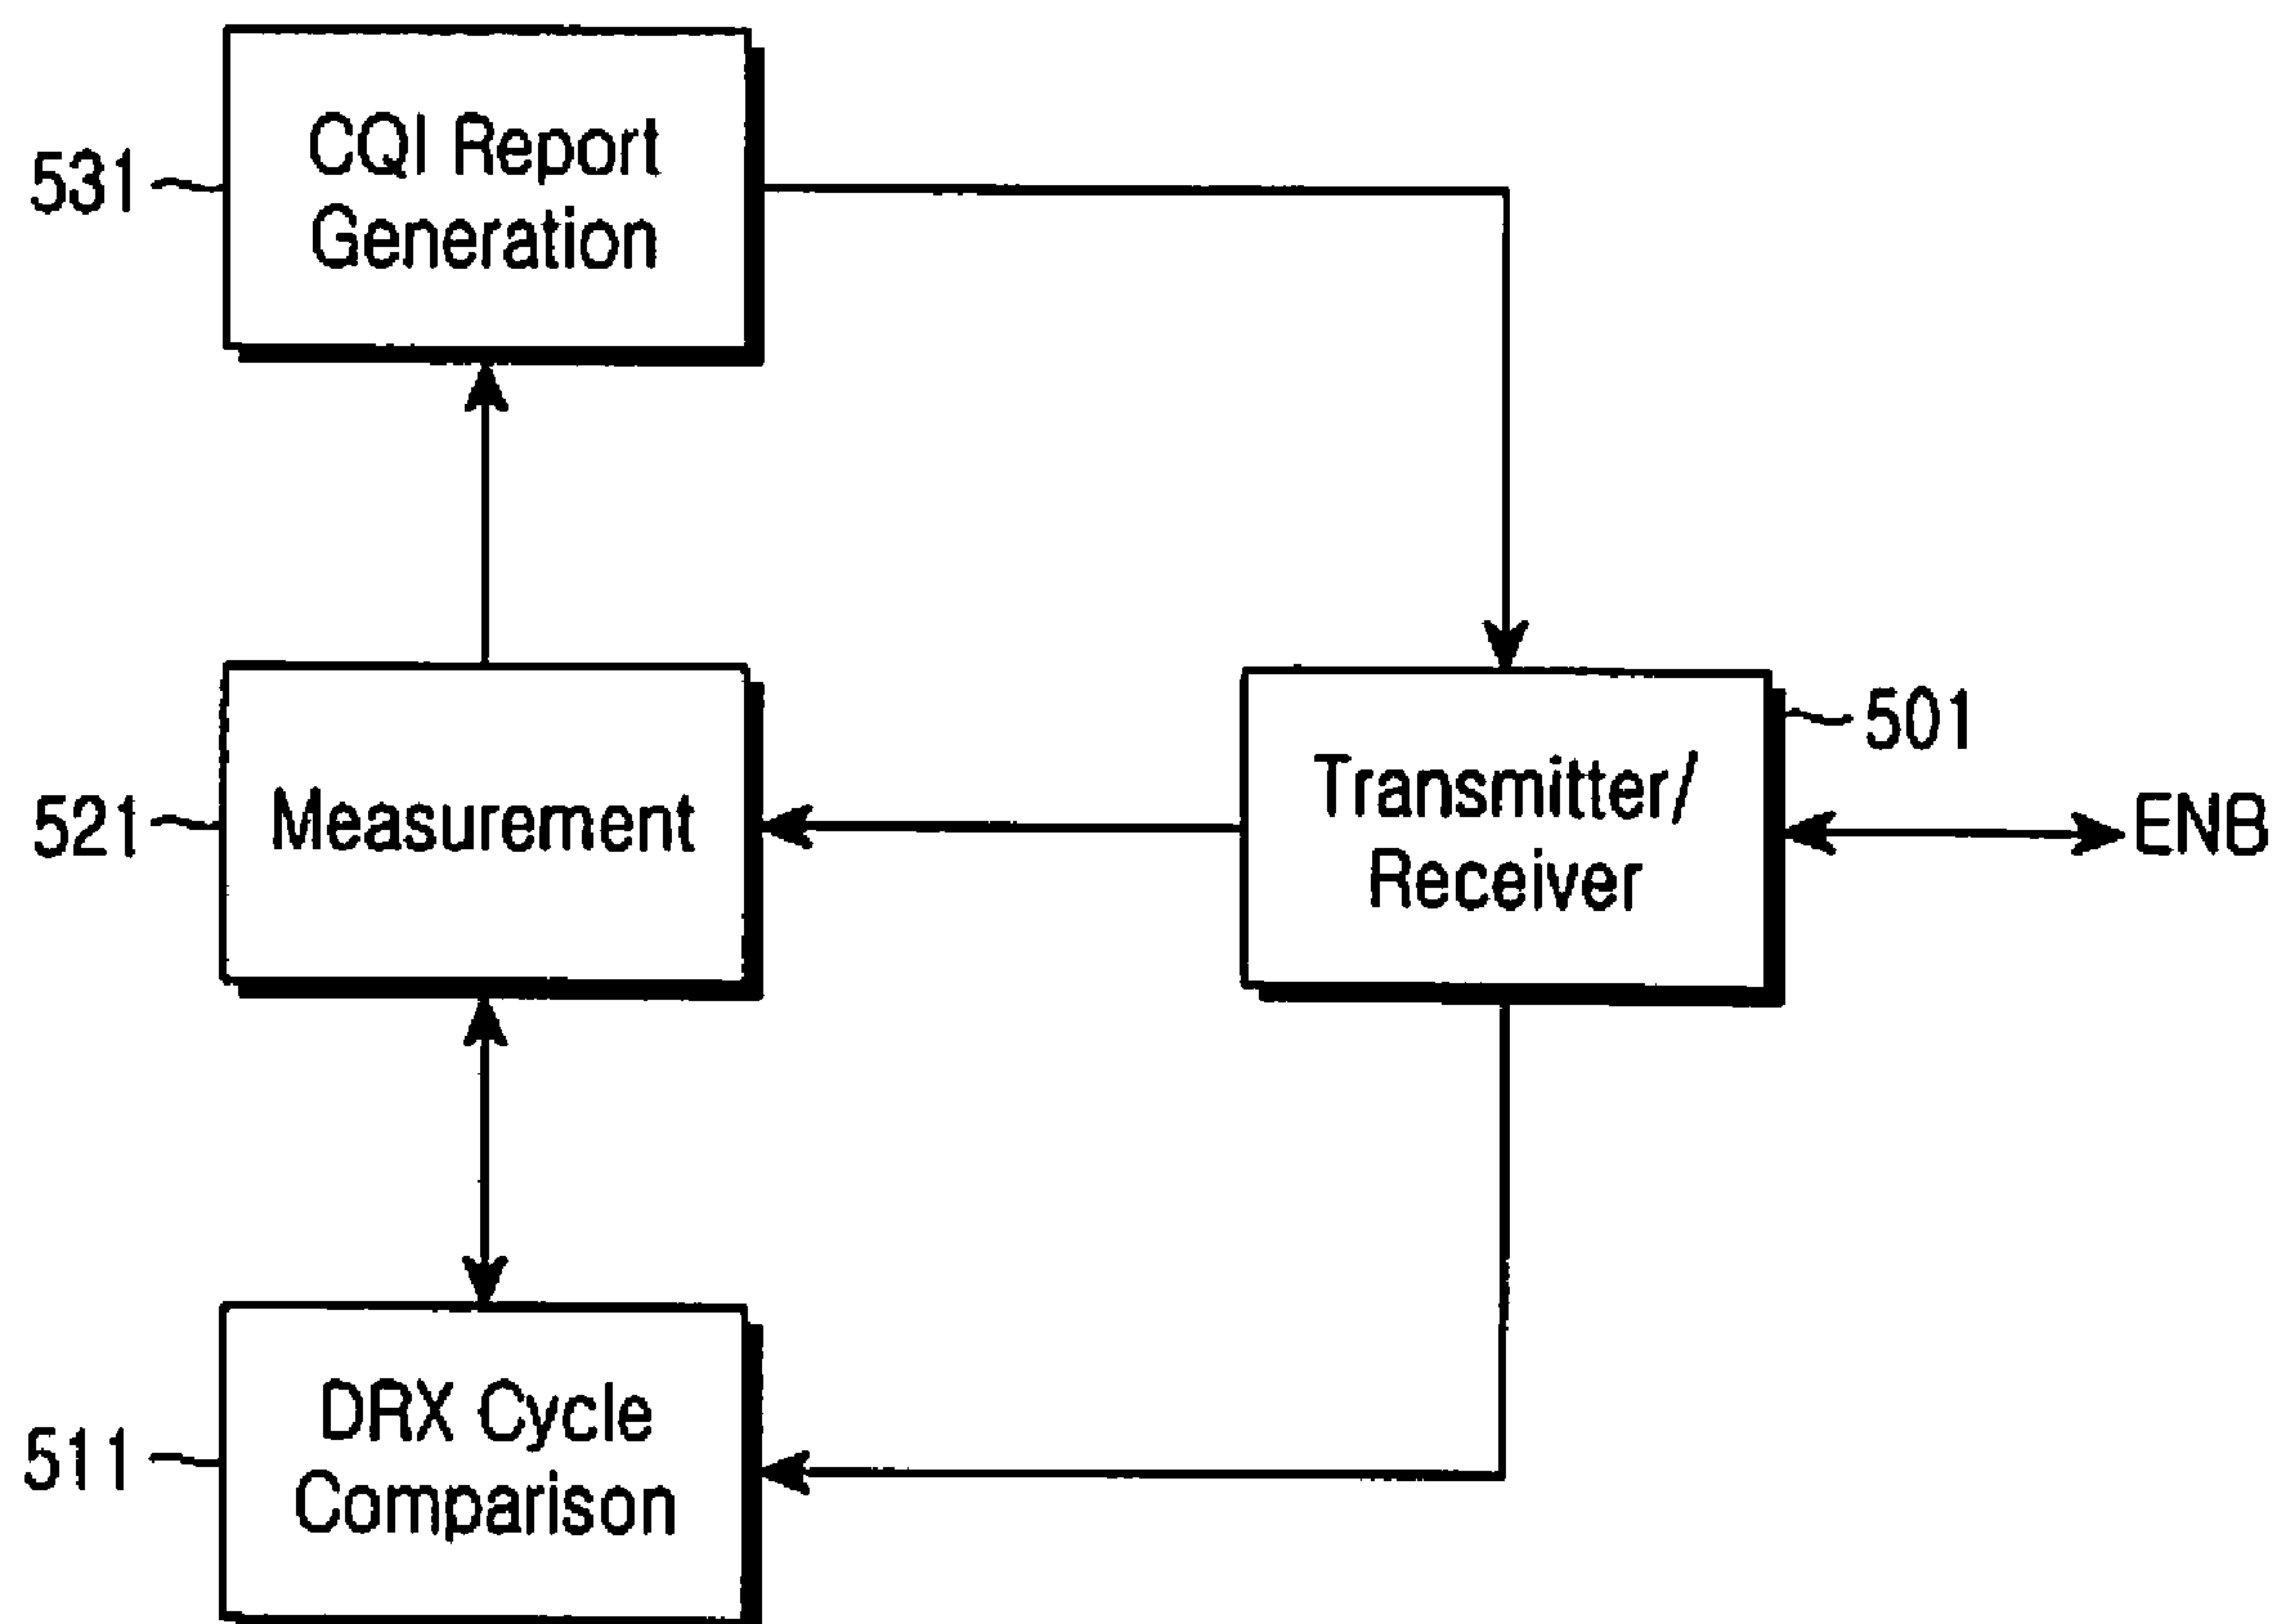 531
CQI Report
Generation
521
Measurement
Transmitter/
Receiver
501
ENB
511
DRX Cycle
Comparison